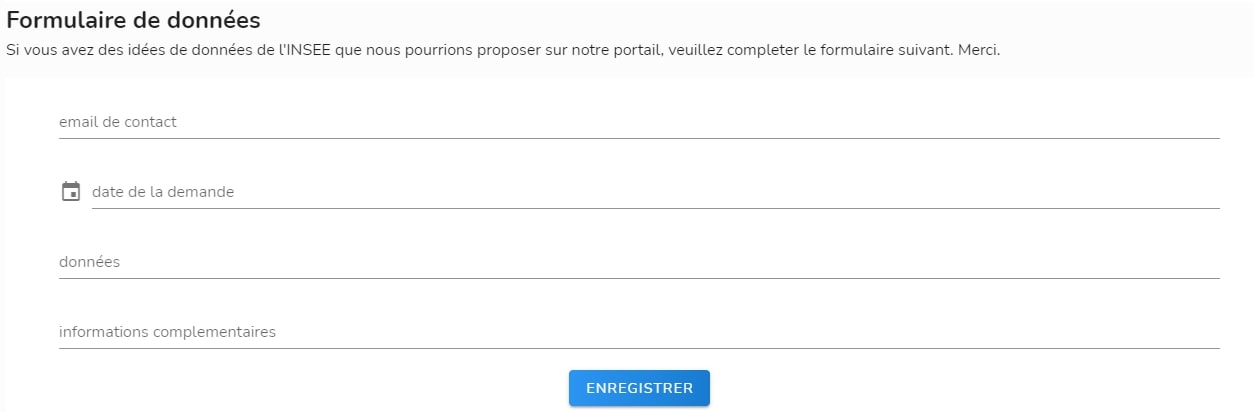 Formulaire de données
Si vous avez des idées de données de l'INSEE que nous pourrions proposer sur notre portail, veuillez completer le formulaire suivant. Merci.
email de contact
date de la demande
données
informations complementaires
ENREGISTRER